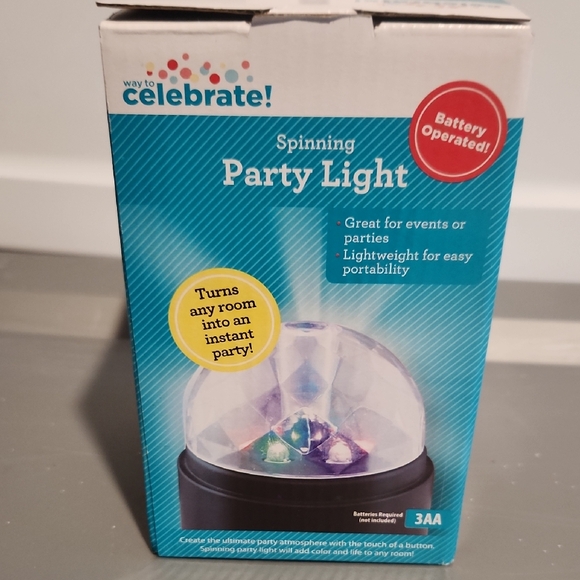 way to
celebrate!
Battery
Operated!
Spinning
Party Light
- Great for events or
parties
- Lightweight for easy
portability
Turns
any room
into an
instant
party!
Batteries Required
(not included)
3AA
Create the ultimate party atmosphere with the touch of a button.
Spinning party light will add color and life to any room!